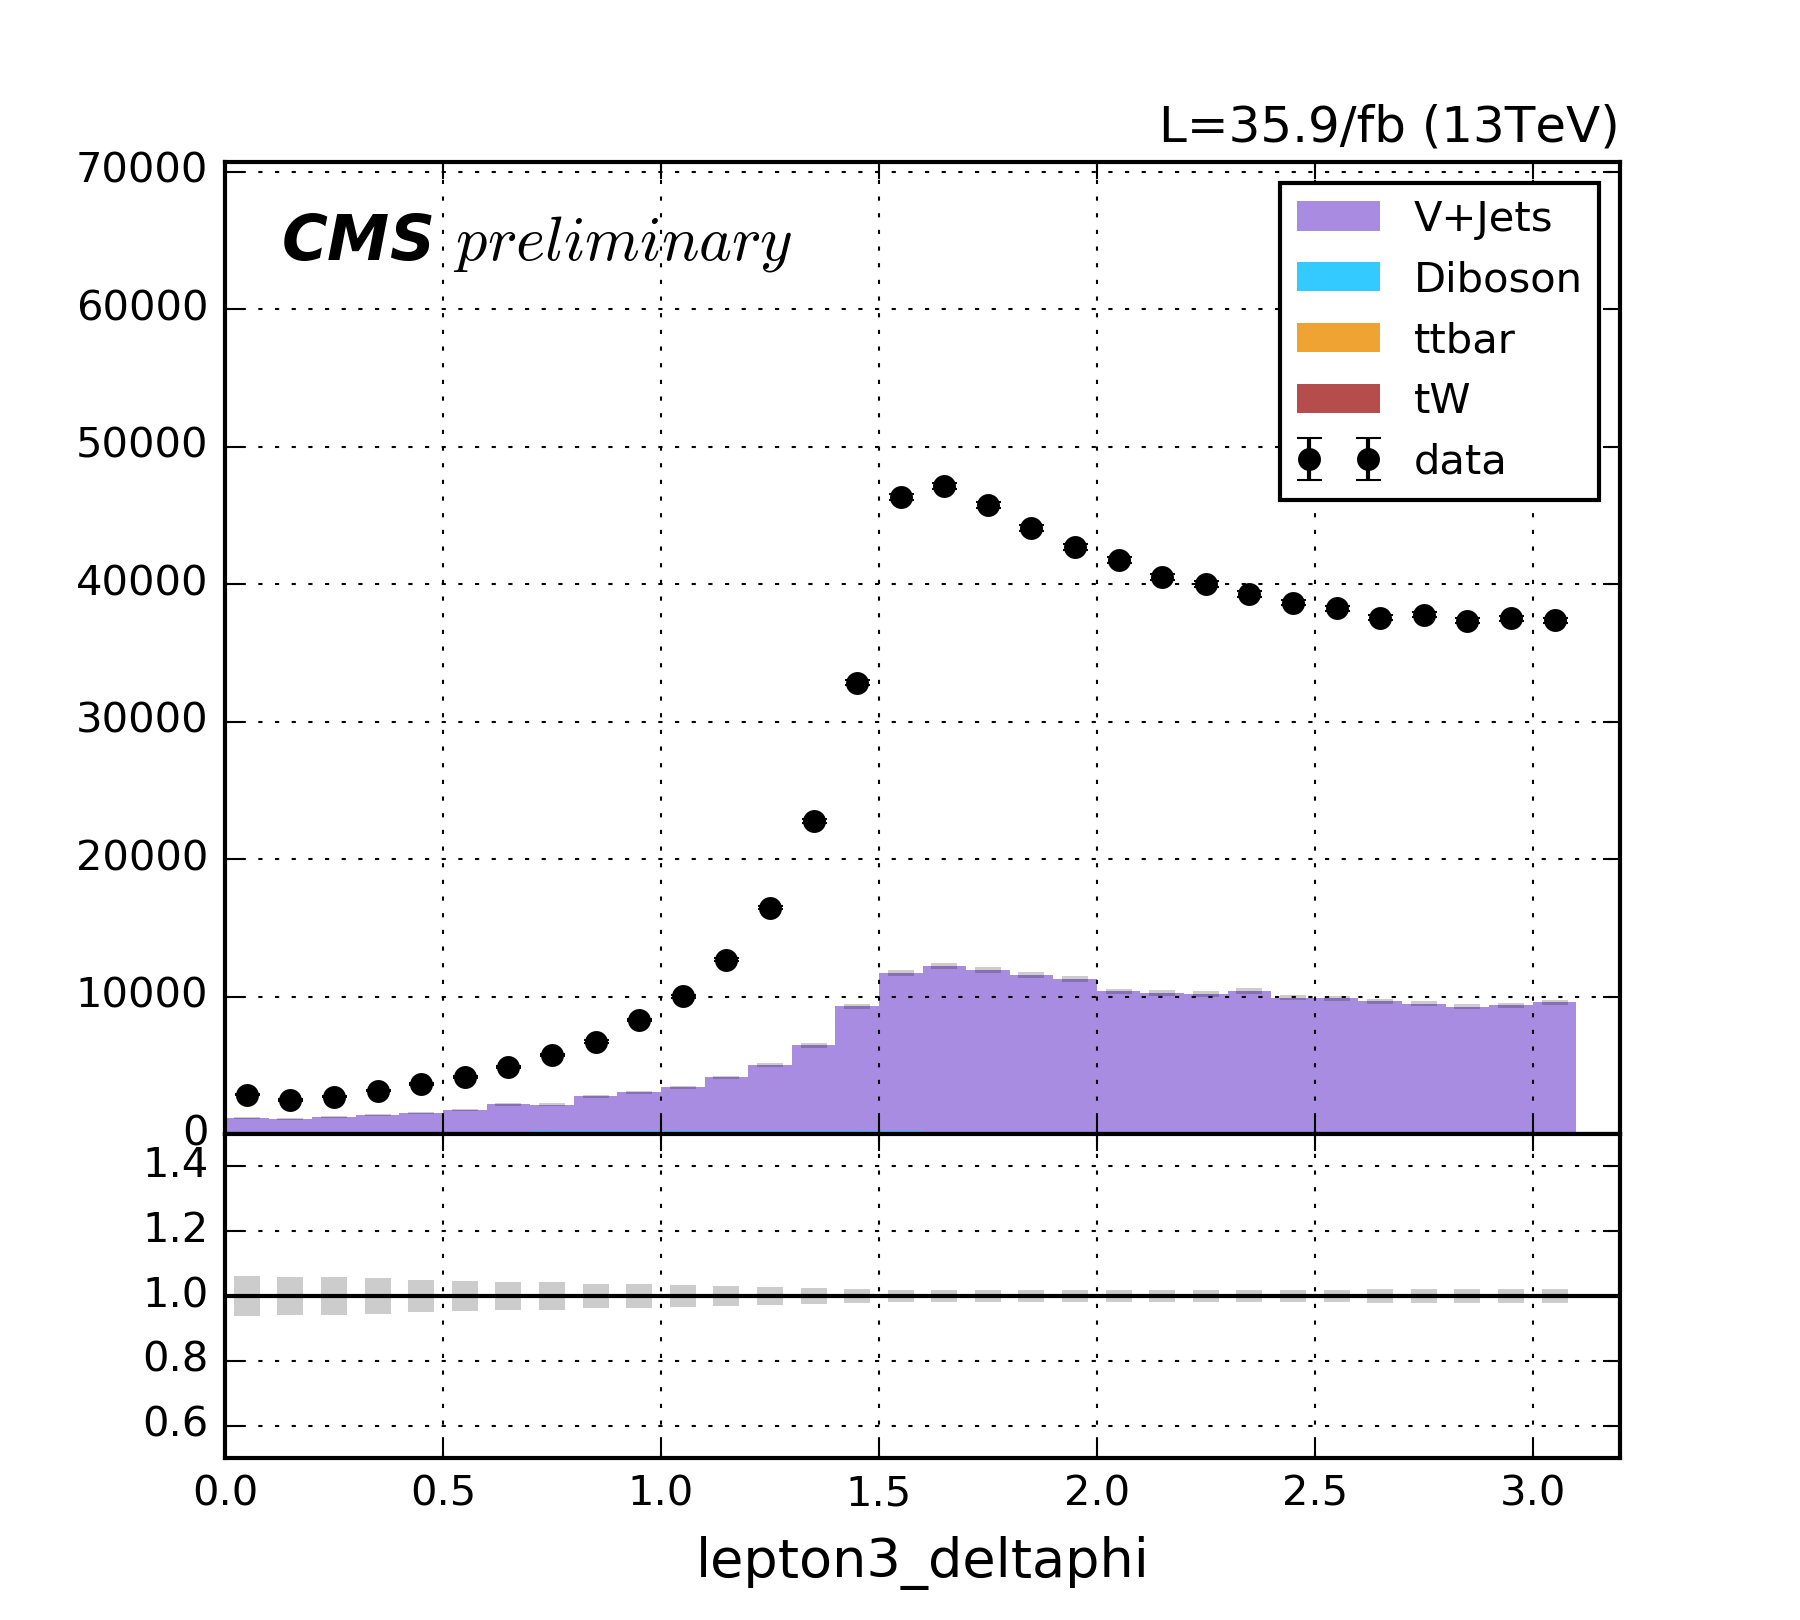 L=35.9/fb (13TeV)
CMS preliminary
V+Jets
Diboson
ttbar
tW
data
70000
60000
50000
40000
30000
20000
10000
0
1.4
1.2
1.0
0.8
0.6
0.0 0.5 1.0 1.5 2.0 2.5 3.0
lepton3_deltaphi